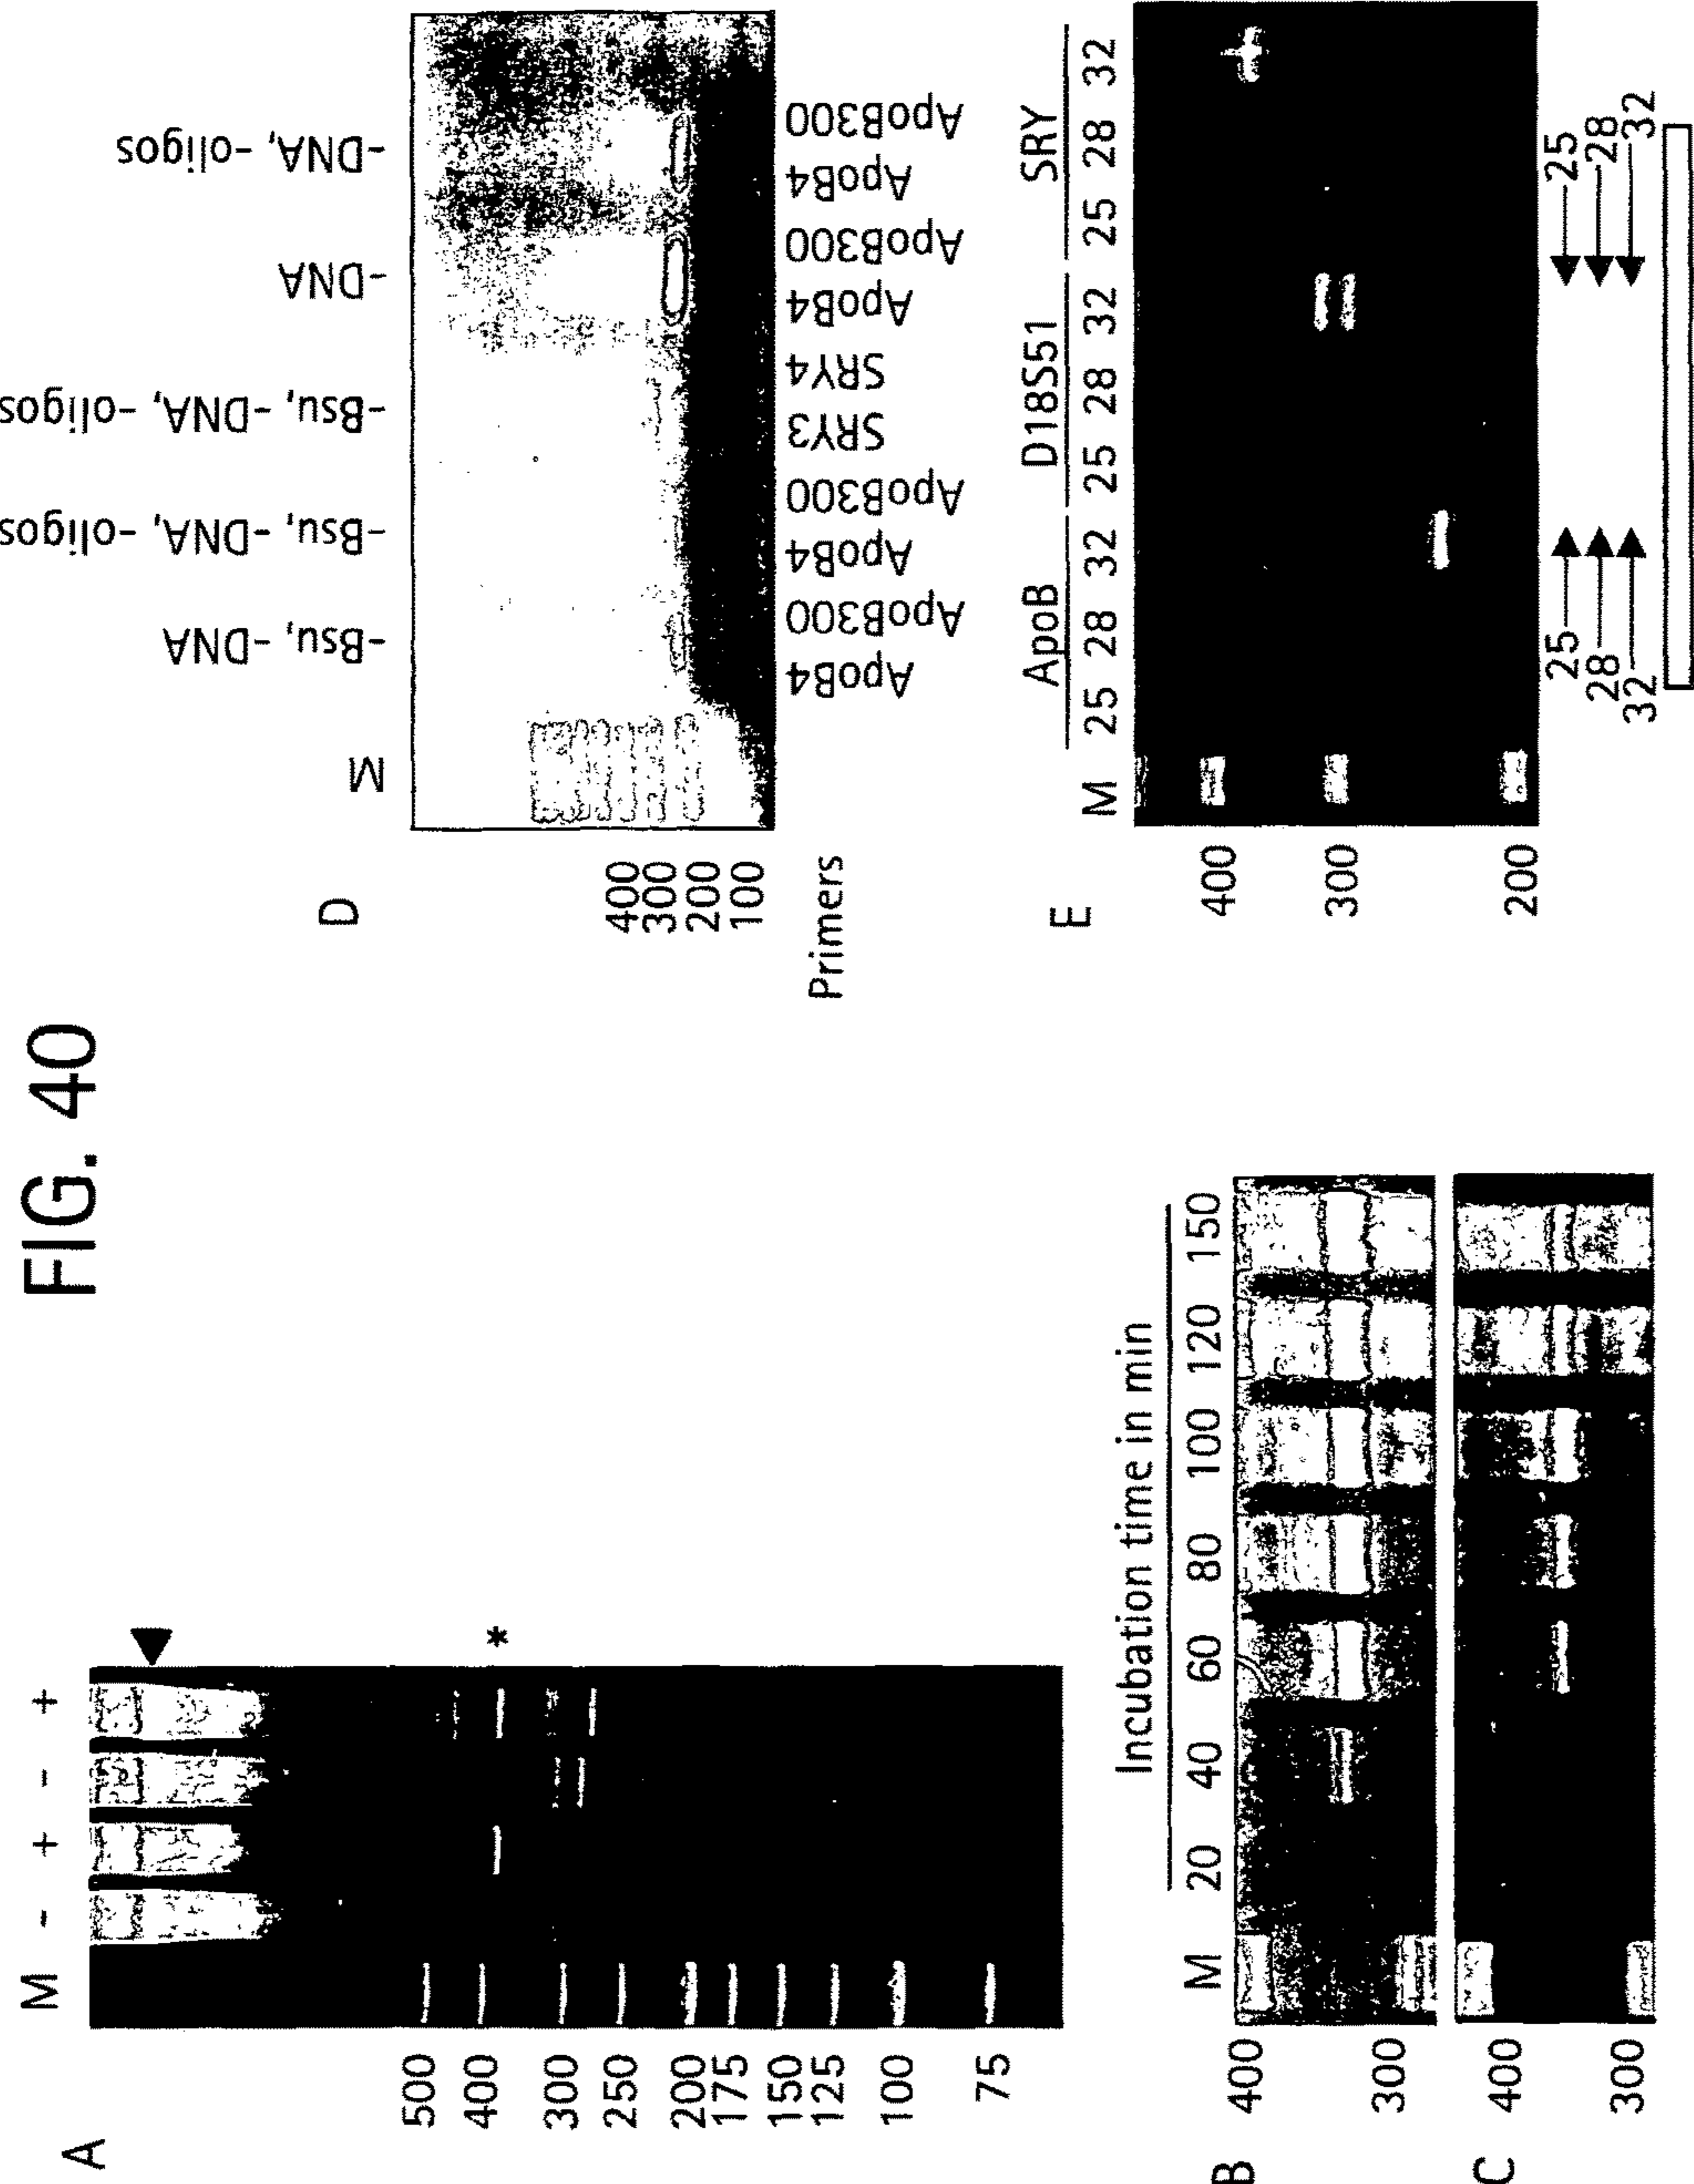 FIG. 40
A
M - + - +
*
500
400
300
250
200
175
150
125
100
75
Incubation time in min
M 20 40 60 80 100 120 150
B
400
300
C
400
300
D
M
-Bsu, -DNA
-Bsu, -DNA, -oligos
-Bsu, -DNA, -oligos
-DNA
-DNA, -oligos
400
300
200
100
Primers
ApoB4
ApoB300
ApoB4
ApoB300
SRY3
SRY4
ApoB4
ApoB300
ApoB4
ApoB300
E
ApoB D18S51 SRY
M 25 28 32 25 28 32 25 28 32
400
300
200
25 25
28 28
32 32